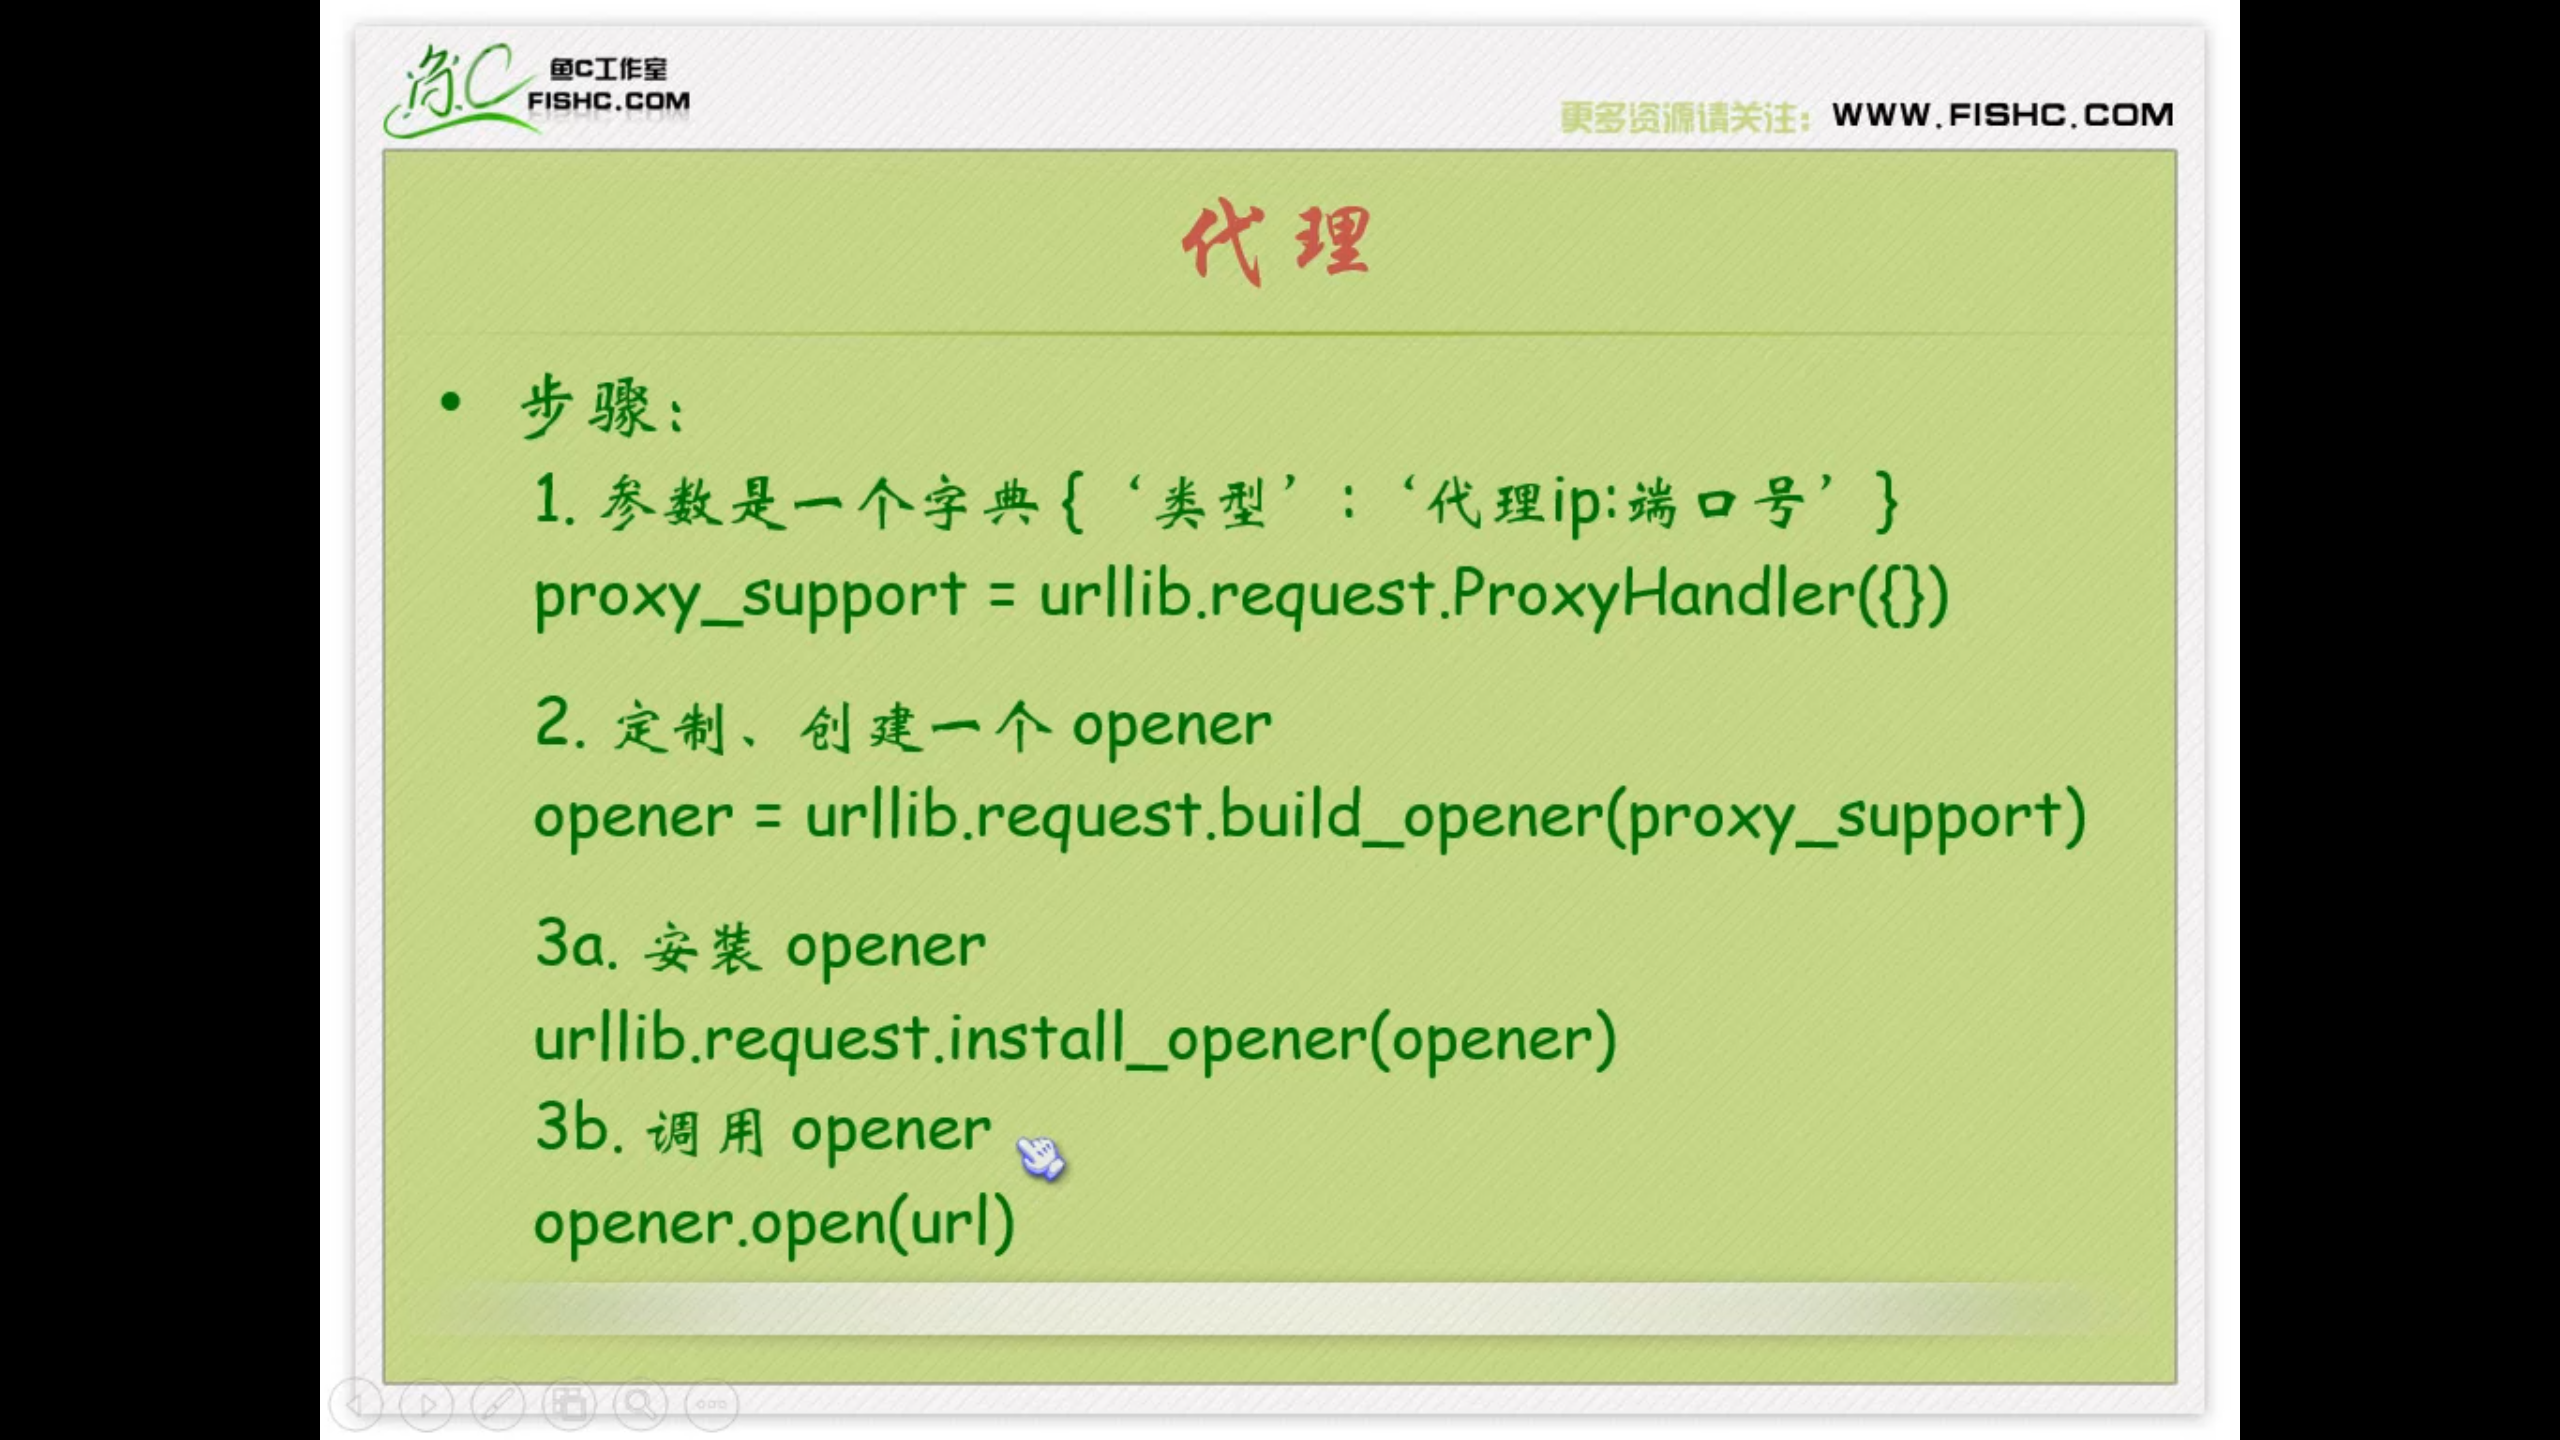 鱼C工作室
FISHC.COM
更多资源请关注: WWW.FISHC.COM
代理
• 步骤:
1. 参数是一个字典 { ‘类型’ : ‘代理ip:端口号’ }
proxy_support = urllib.request.ProxyHandler({})
2. 定制、创建一个 opener
opener = urllib.request.build_opener(proxy_support)
3a. 安装 opener
urllib.request.install_opener(opener)
3b. 调用 opener
opener.open(url)